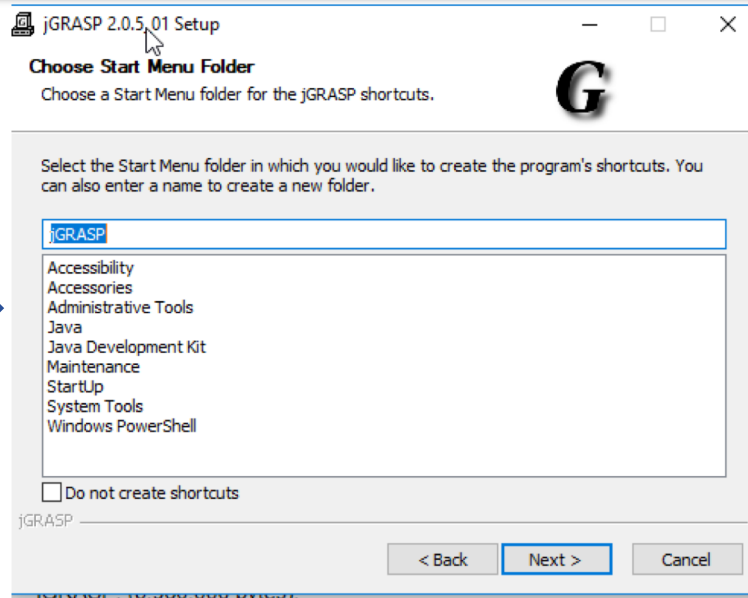 jGRASP 2.0.5_01 Setup
Choose Start Menu Folder
Choose a Start Menu folder for the jGRASP shortcuts.
G
Select the Start Menu folder in which you would like to create the program's shortcuts. You
can also enter a name to create a new folder.
jGRASP
Accessibility
Accessories
Administrative Tools
Java
Java Development Kit
Maintenance
StartUp
System Tools
Windows PowerShell
Do not create shortcuts
jGRASP
< Back Next > Cancel